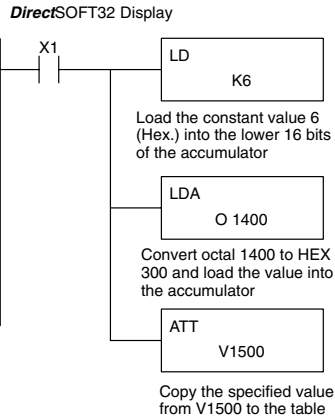 DirectSOFT32 Display
X1
LD
K6
Load the constant value 6
(Hex.) into the lower 16 bits
of the accumulator
LDA
O 1400
Convert octal 1400 to HEX
300 and load the value into
the accumulator
ATT
V1500
Copy the specified value
from V1500 to the table